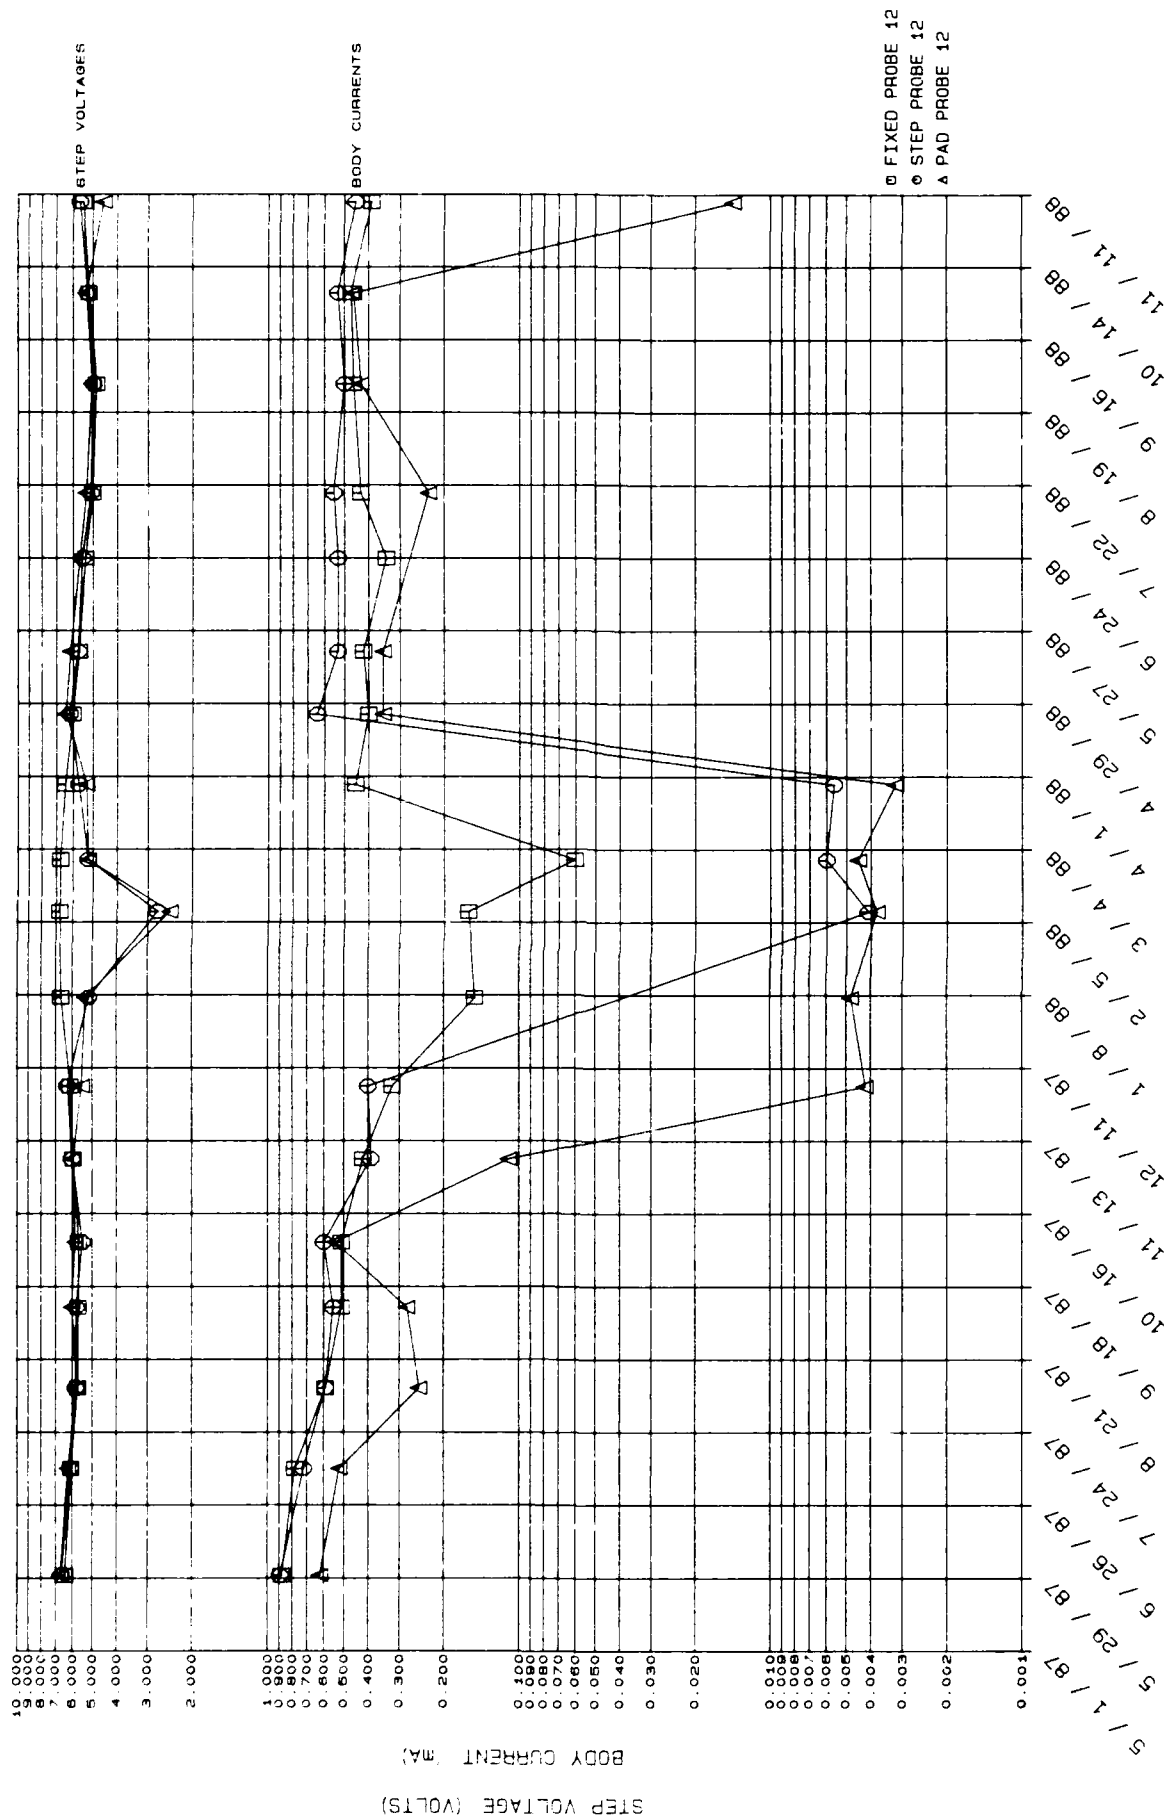 STEP VOLTAGES
BODY CURRENTS
FIXED PROBE 12
STEP PROBE 12
PAD PROBE 12
STEP VOLTAGE (VOLTS)
BODY CURRENT (mA)
10.000
9.000
8.000
7.000
6.000
5.000
4.000
3.000
2.000
1.000
0.900
0.800
0.700
0.600
0.500
0.400
0.300
0.200
0.100
0.090
0.080
0.070
0.060
0.050
0.040
0.030
0.020
0.010
0.009
0.008
0.007
0.006
0.005
0.004
0.003
0.002
0.001
5 / 1 / 87
5 / 29 / 87
6 / 26 / 87
7 / 24 / 87
8 / 21 / 87
9 / 18 / 87
10 / 16 / 87
11 / 13 / 87
12 / 11 / 87
1 / 8 / 88
2 / 5 / 88
3 / 4 / 88
4 / 1 / 88
4 / 29 / 88
5 / 27 / 88
6 / 24 / 88
7 / 22 / 88
8 / 19 / 88
9 / 16 / 88
10 / 14 / 88
11 / 11 / 88